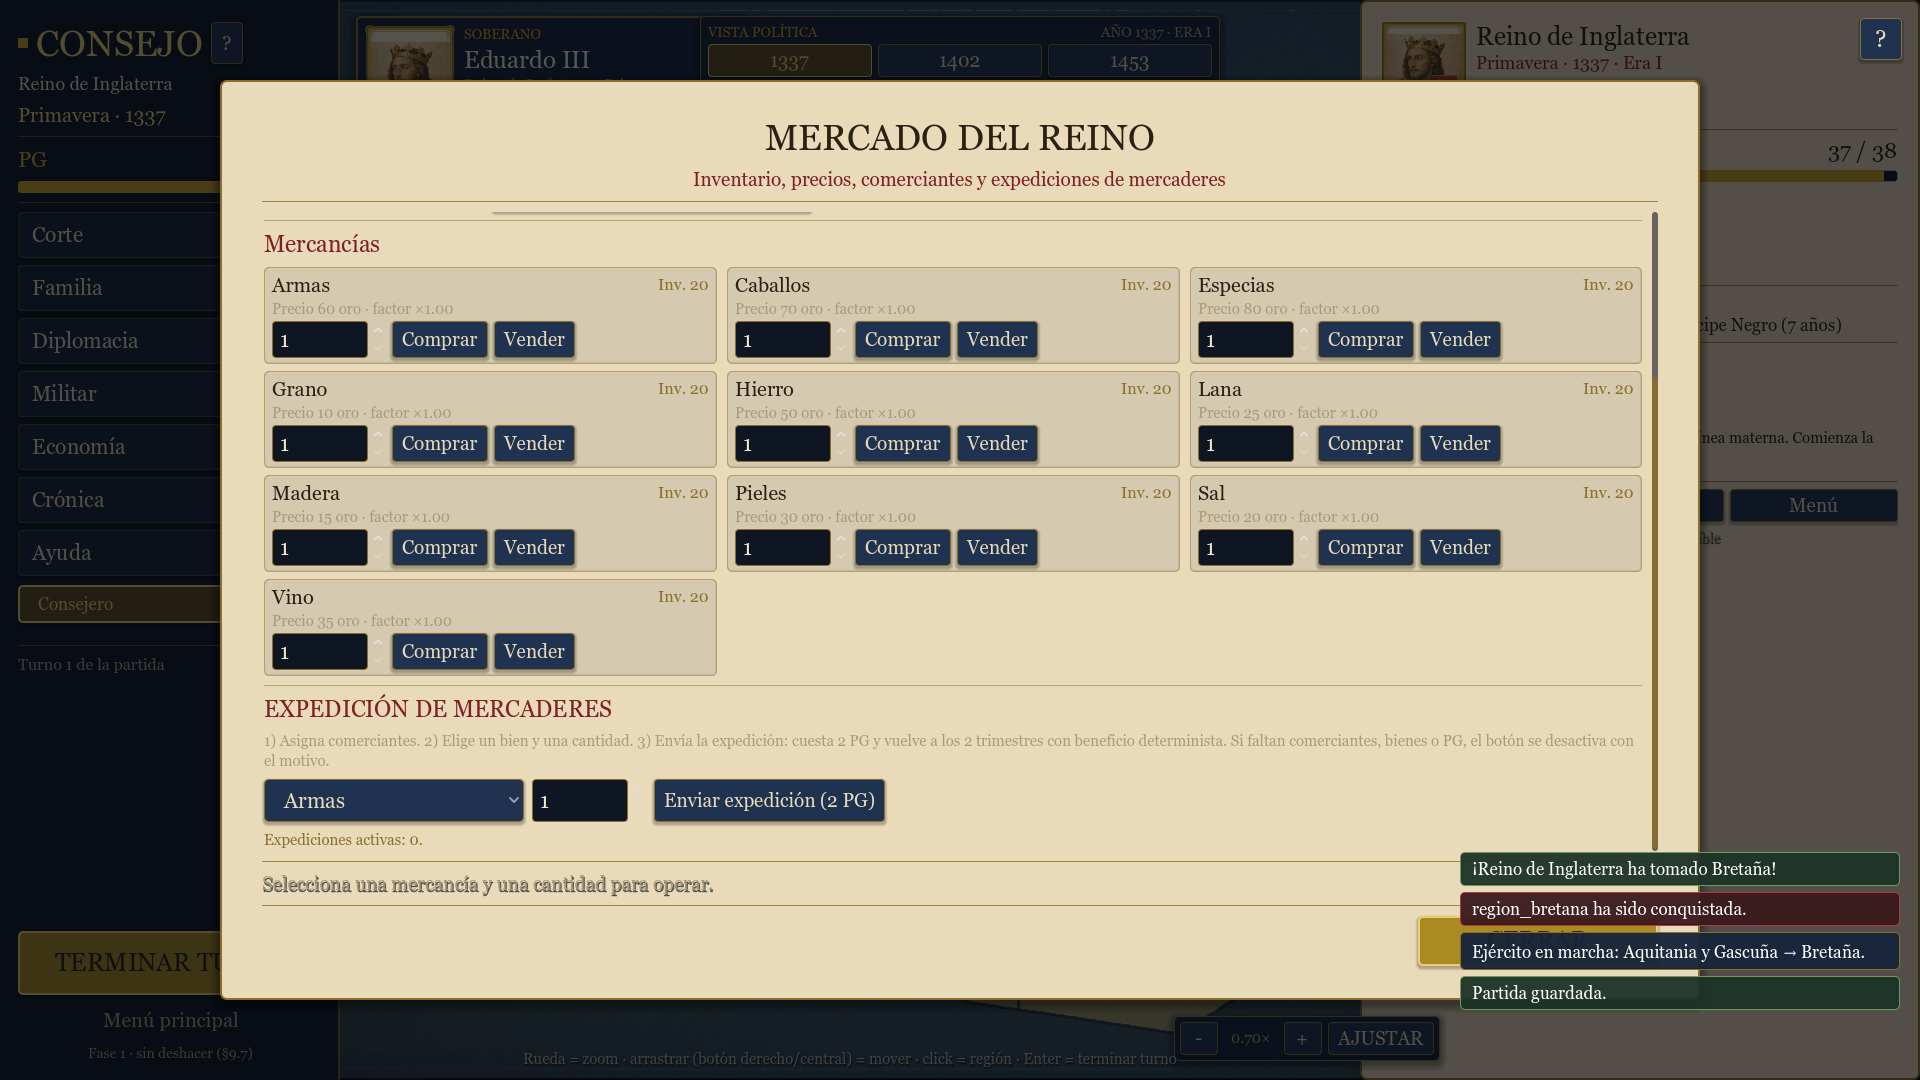 CONSEJO
?
Reino de Inglaterra
Primavera · 1337
PG
Corte
Familia
Diplomacia
Militar
Economía
Crónica
Ayuda
Consejero
Turno 1 de la partida
TERMINAR TU
Menú principal
Fase 1 · sin deshacer (§9.7)
SOBERANO
Eduardo III
VISTA POLÍTICA
AÑO 1337 · ERA I
1337
1402
1453
Reino de Inglaterra
Primavera · 1337 · Era I
?
37 / 38
cipe Negro (7 años)
nea materna. Comienza la
Menú
ible
MERCADO DEL REINO
Inventario, precios, comerciantes y expediciones de mercaderes
Mercancías
Armas
Inv. 20
Precio 60 oro · factor ×1.00
1
Comprar
Vender
Caballos
Inv. 20
Precio 70 oro · factor ×1.00
1
Comprar
Vender
Especias
Inv. 20
Precio 80 oro · factor ×1.00
1
Comprar
Vender
Grano
Inv. 20
Precio 10 oro · factor ×1.00
1
Comprar
Vender
Hierro
Inv. 20
Precio 50 oro · factor ×1.00
1
Comprar
Vender
Lana
Inv. 20
Precio 25 oro · factor ×1.00
1
Comprar
Vender
Madera
Inv. 20
Precio 15 oro · factor ×1.00
1
Comprar
Vender
Pieles
Inv. 20
Precio 30 oro · factor ×1.00
1
Comprar
Vender
Sal
Inv. 20
Precio 20 oro · factor ×1.00
1
Comprar
Vender
Vino
Inv. 20
Precio 35 oro · factor ×1.00
1
Comprar
Vender
EXPEDICIÓN DE MERCADERES
1) Asigna comerciantes. 2) Elige un bien y una cantidad. 3) Envía la expedición: cuesta 2 PG y vuelve a los 2 trimestres con beneficio determinista. Si faltan comerciantes, bienes o PG, el botón se desactiva con
el motivo.
Armas
1
Enviar expedición (2 PG)
Expediciones activas: 0.
Selecciona una mercancía y una cantidad para operar.
¡Reino de Inglaterra ha tomado Bretaña!
region_bretana ha sido conquistada.
Ejército en marcha: Aquitania y Gascuña → Bretaña.
Partida guardada.
-
0.70×
+
AJUSTAR
Rueda = zoom · arrastrar (botón derecho/central) = mover · click = región · Enter = terminar turno